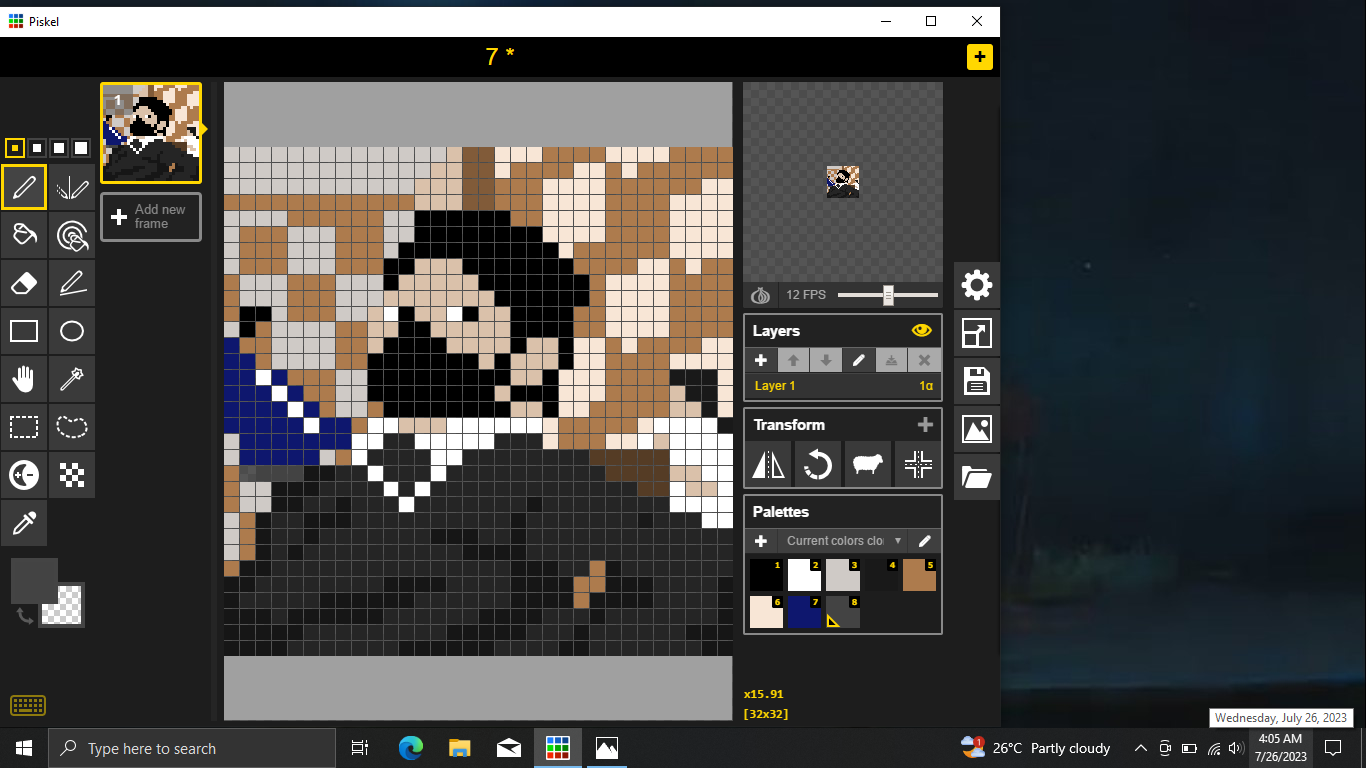 Piskel
7 *
+
1
Add new
frame
12 FPS
Layers
Layer 1
1α
Transform
Palettes
Current colors clo
1
2
3
4
5
6
7
8
x15.91
[32x32]
Wednesday, July 26, 2023
Type here to search
1
26°C Partly cloudy
4:05 AM
7/26/2023